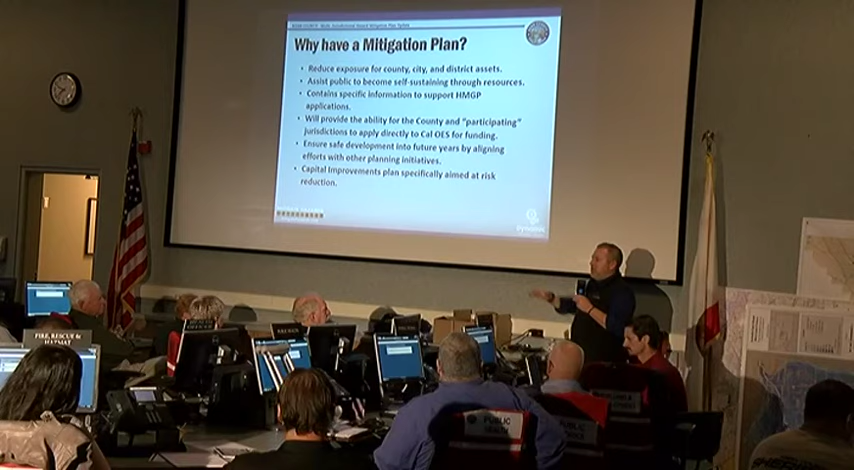 Why have a Mitigation Plan?
• Reduce exposure for county, city, and district assets.
• Assist public to become self-sustaining through resources.
• Contains specific information to support HMGP
applications.
• Will provide the ability for the County and "participating"
jurisdictions to apply directly to Cal OES for funding.
• Ensure safe development into future years by aligning
efforts with other planning initiatives.
• Capital Improvements plan specifically aimed at risk
reduction.
FIRE, RESCUE &
HAZMAT
PUBLIC
HEALTH